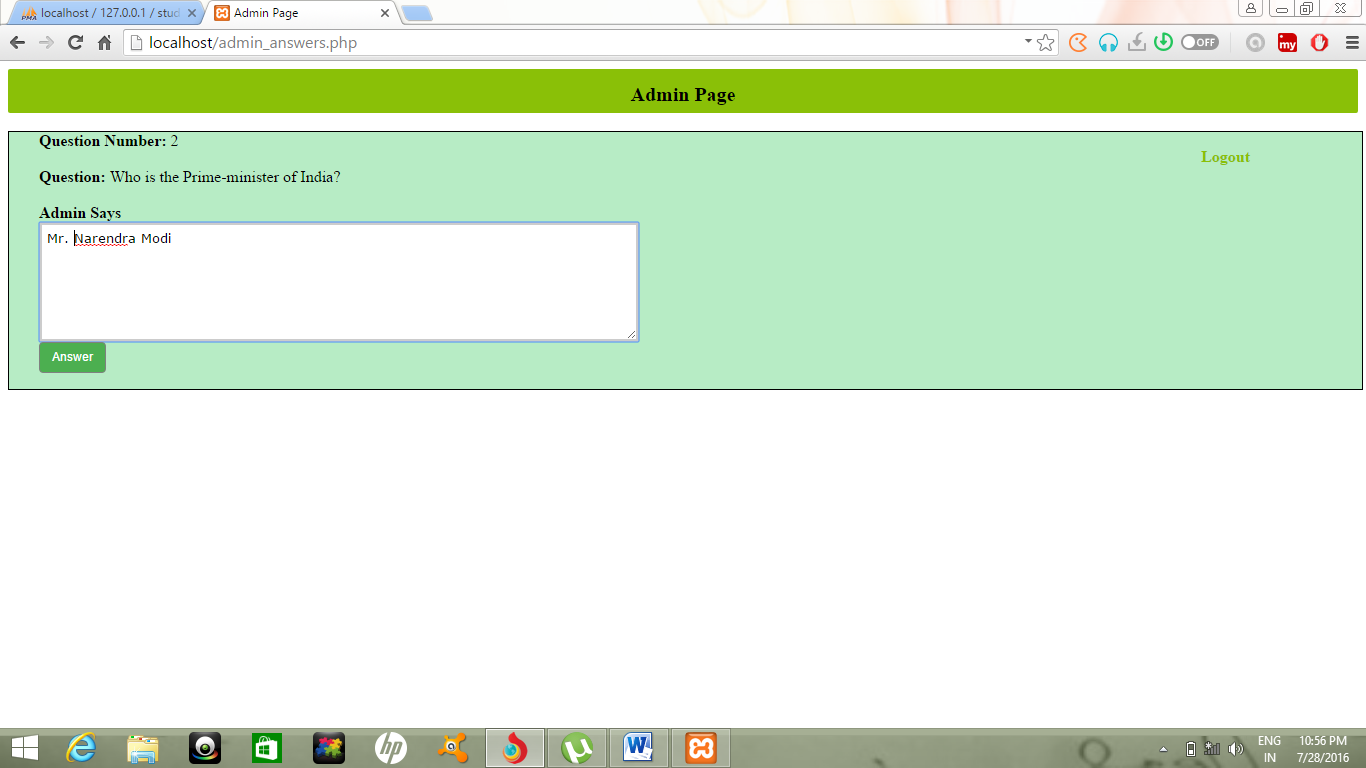 localhost / 127.0.0.1 / stud
Admin Page
localhost/admin_answers.php
OFF
my
Admin Page
Question Number: 2
Logout
Question: Who is the Prime-minister of India?
Admin Says
Mr. Narendra Modi
Answer
ENG
IN
10:56 PM
7/28/2016